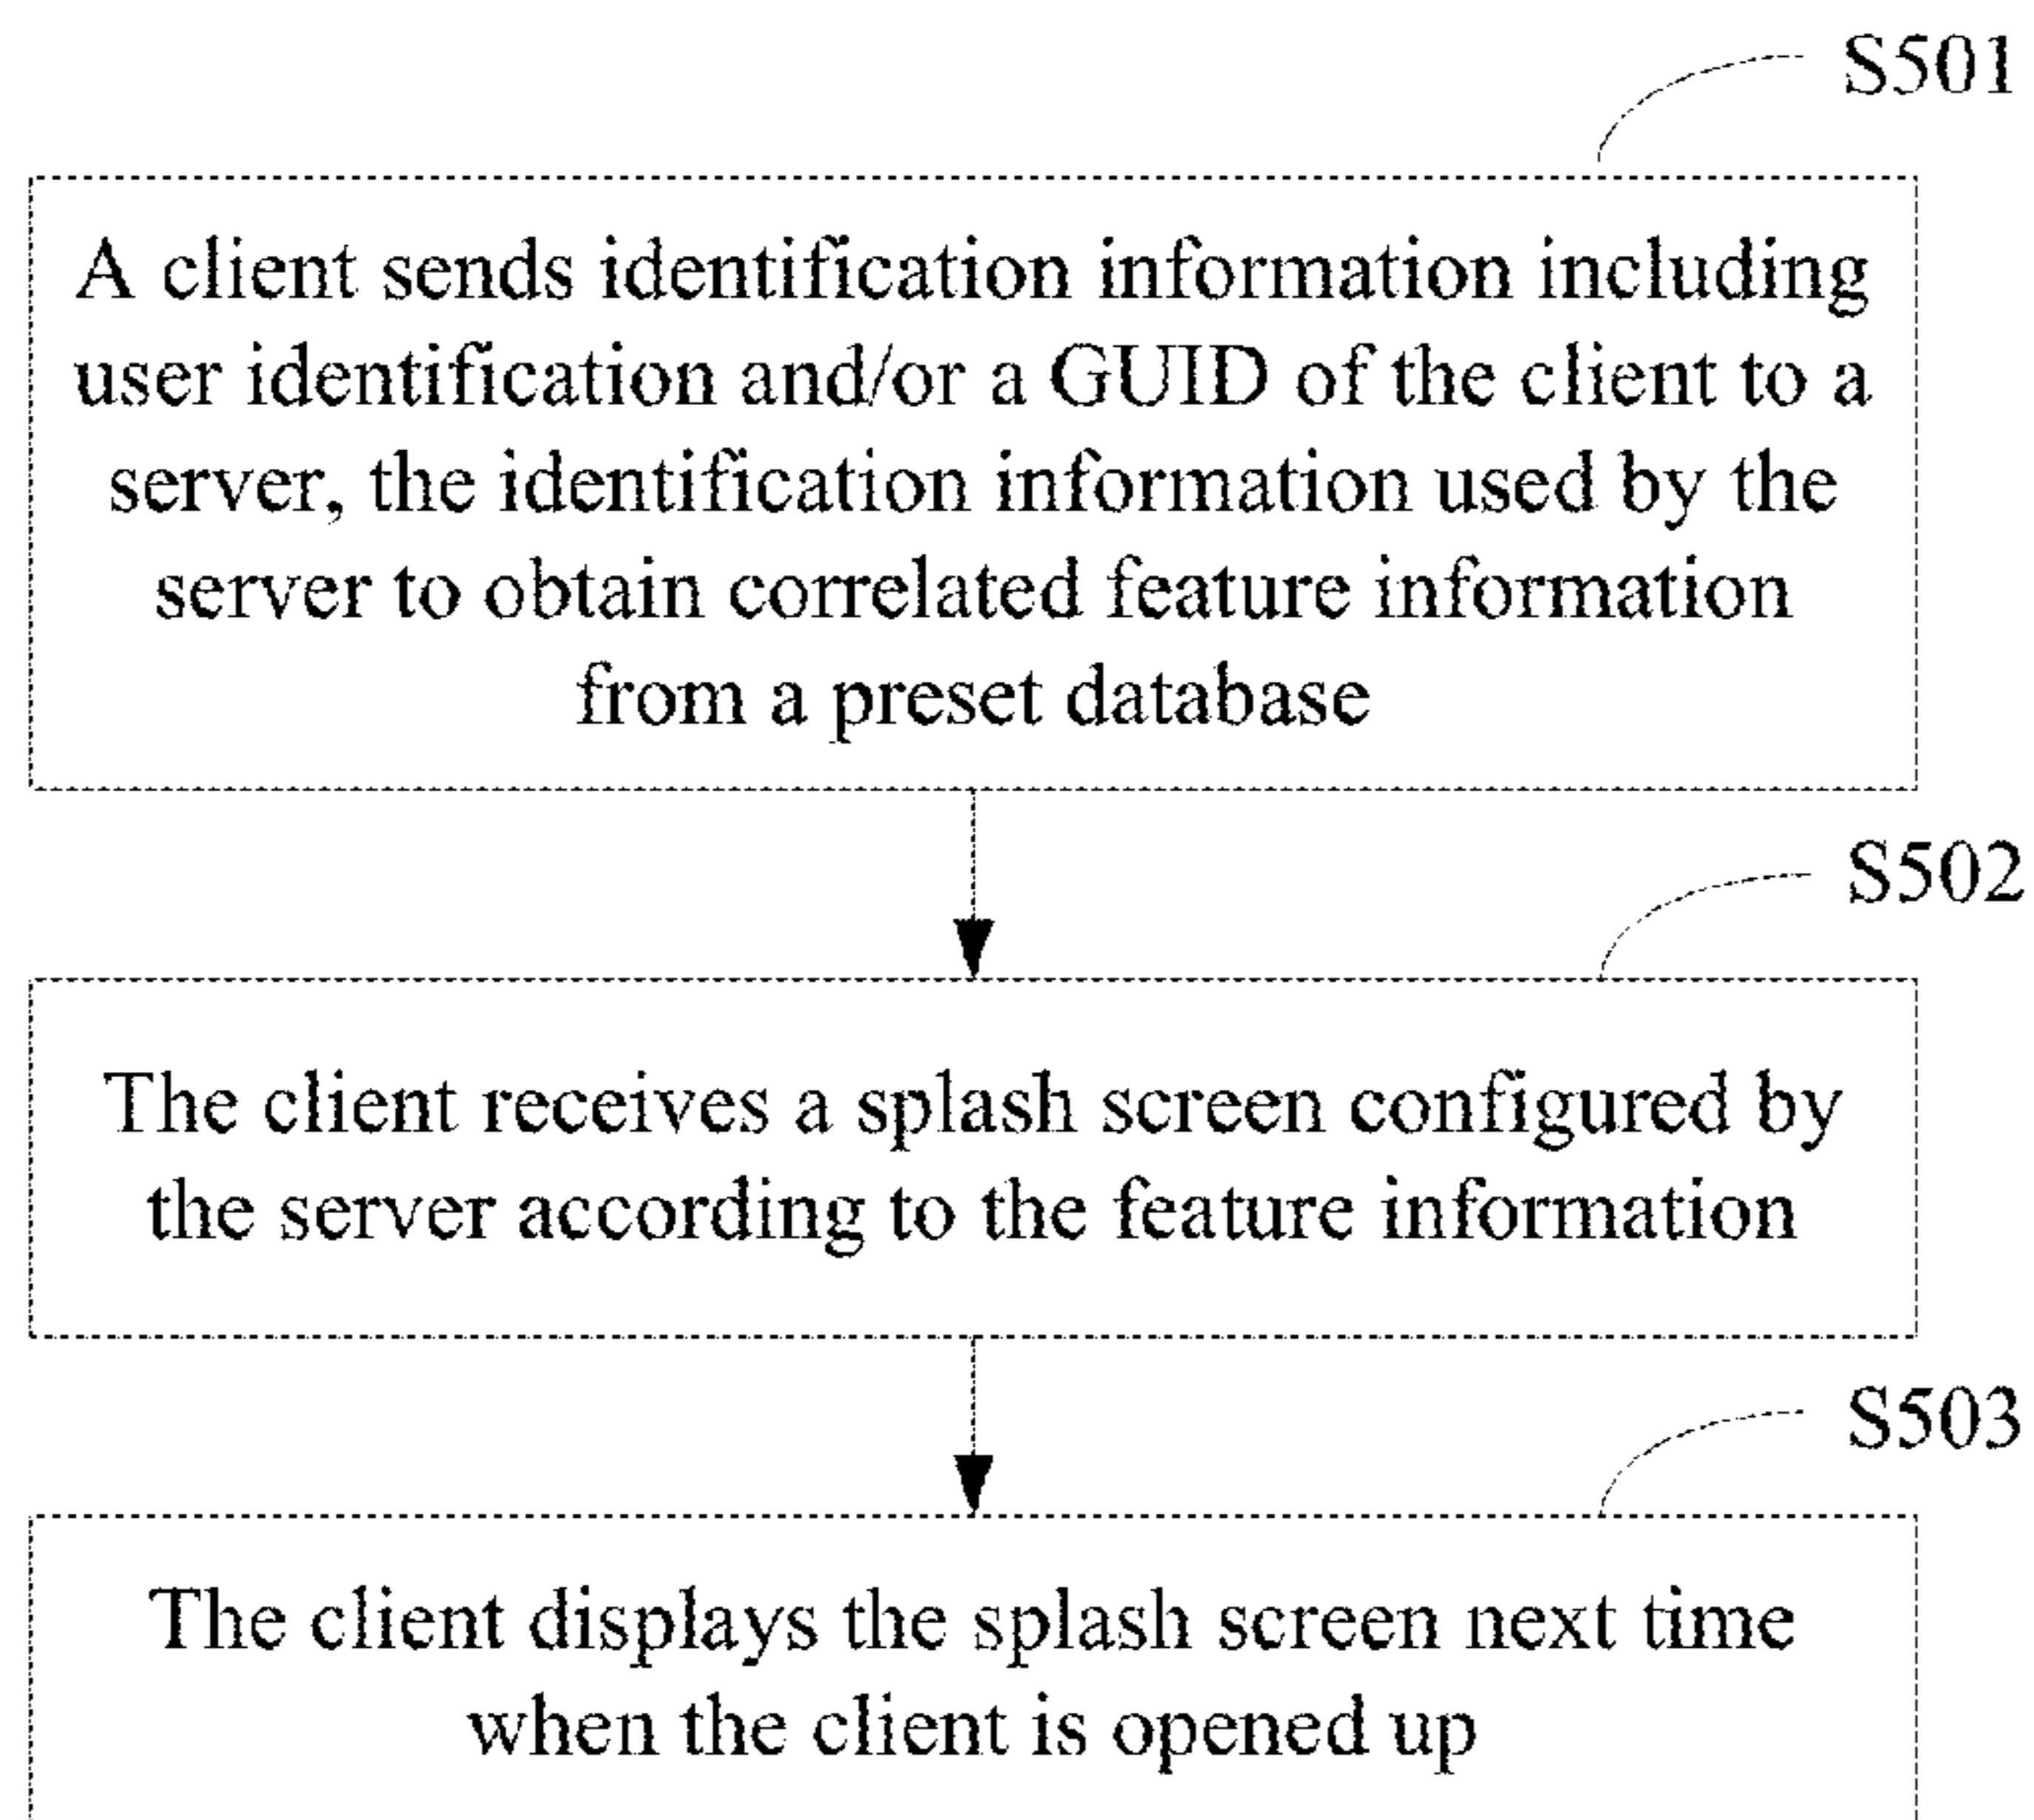 S501
A client sends identification information including
user identification and/or a GUID of the client to a
server, the identification information used by the
server to obtain correlated feature information
from a preset database
S502
The client receives a splash screen configured by
the server according to the feature information
S503
The client displays the splash screen next time
when the client is opened up